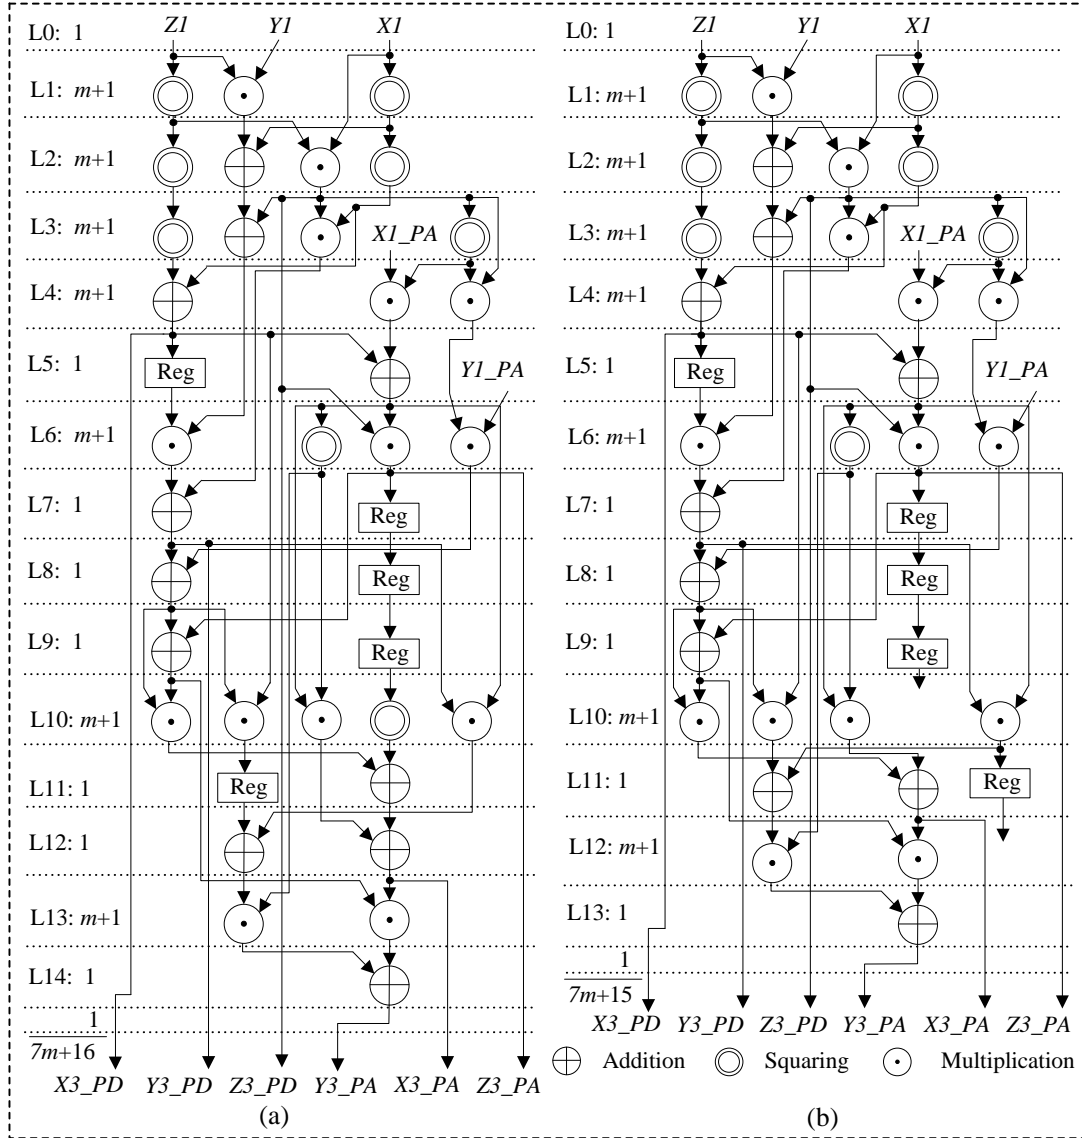 Z1 Y1 X1
L0: 1
L1: m+1
L2: m+1
L3: m+1
X1_PA
L4: m+1
L5: 1
Reg
Y1_PA
L6: m+1
L7: 1
Reg
L8: 1
Reg
L9: 1
Reg
L10: m+1
L11: 1
Reg
L12: 1
L13: m+1
L14: 1
1
7m+16
X3_PD Y3_PD Z3_PD Y3_PA X3_PA Z3_PA
(a)
Z1 Y1 X1
L0: 1
L1: m+1
L2: m+1
L3: m+1
X1_PA
L4: m+1
L5: 1
Reg
Y1_PA
L6: m+1
L7: 1
Reg
L8: 1
Reg
L9: 1
Reg
L10: m+1
L11: 1
Reg
L12: m+1
L13: 1
1
7m+15
X3_PD Y3_PD Z3_PD Y3_PA X3_PA Z3_PA
Addition Squaring Multiplication
(b)